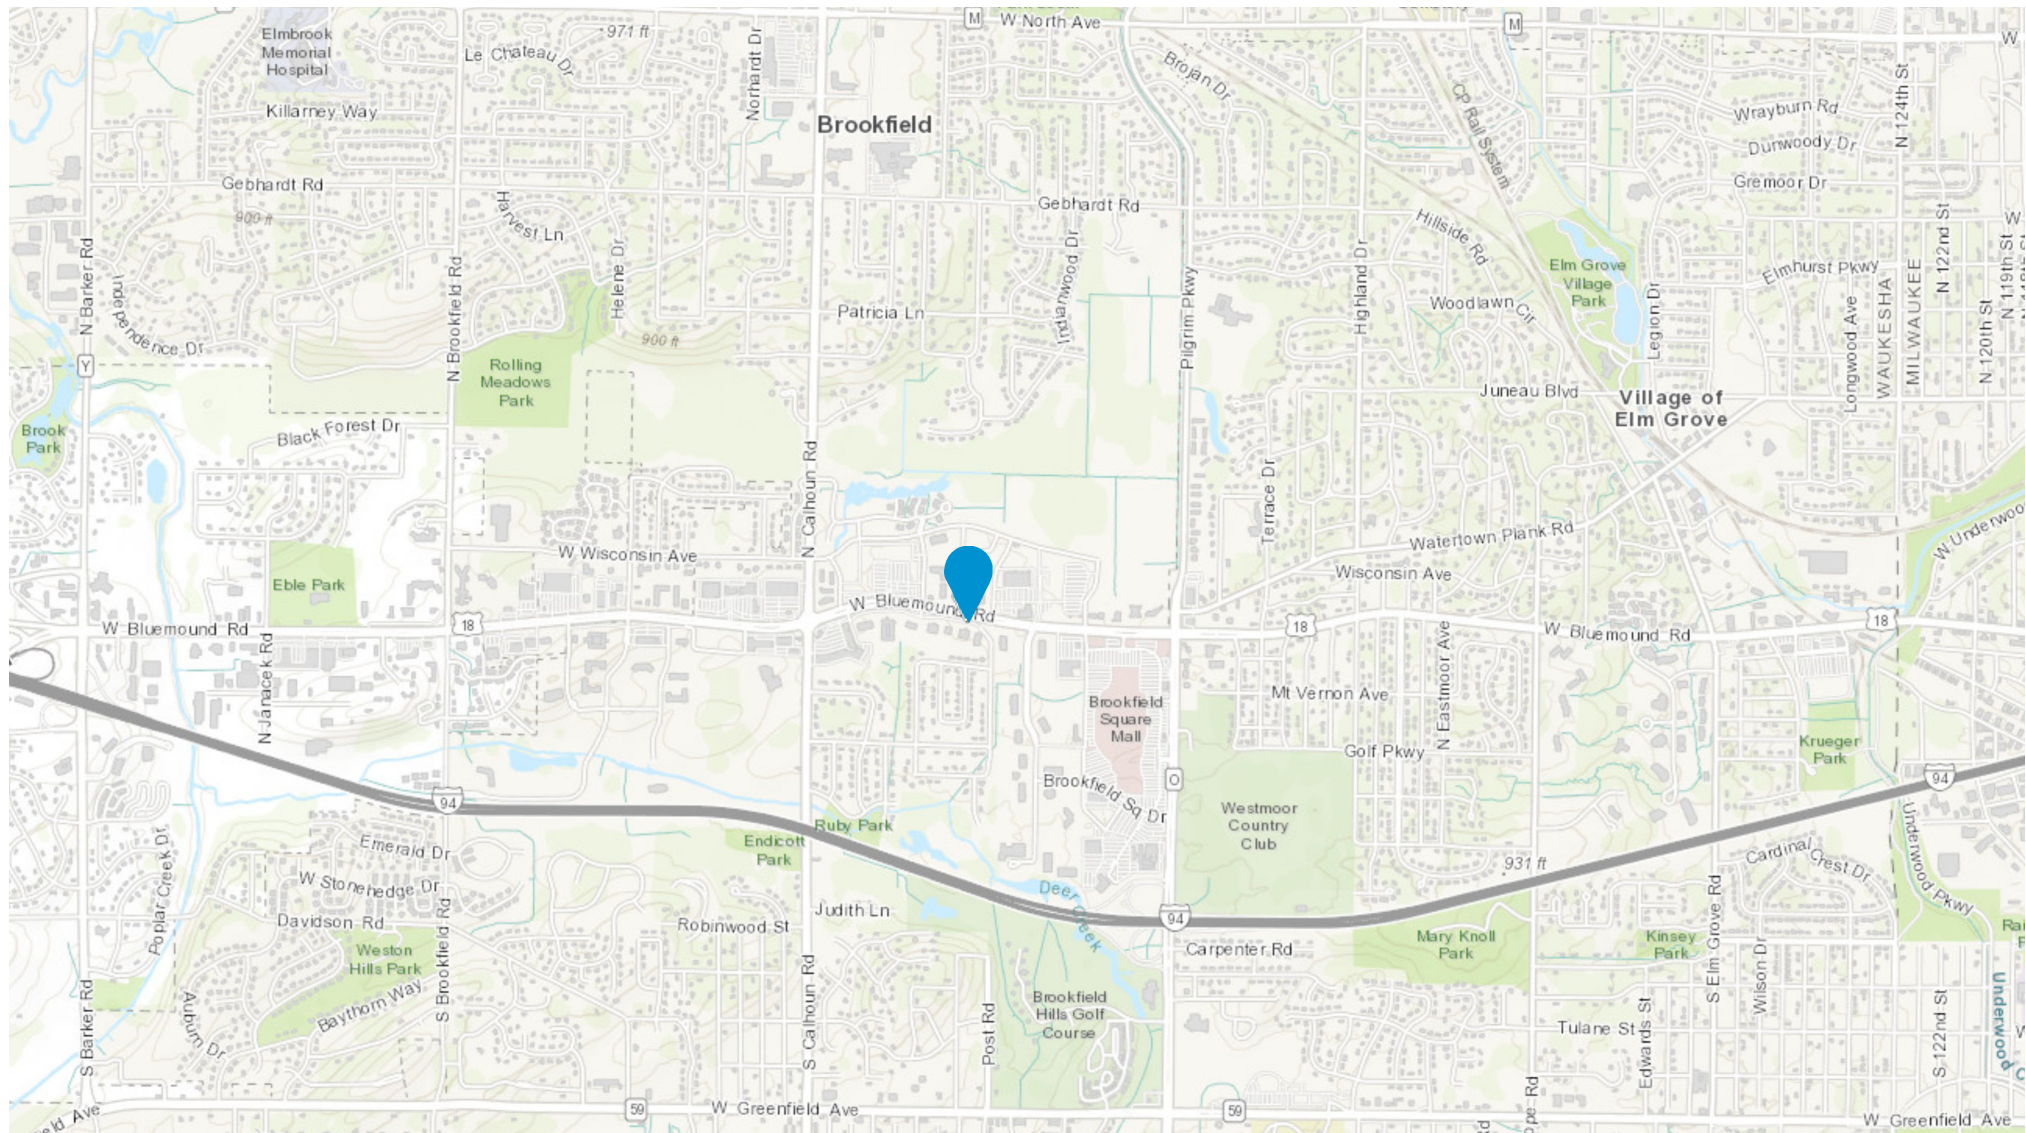 M
W North Ave
M
W
Elmbrook
Memorial
Hospital
971 ft
Le Chateau Dr
Norhardt Dr
Brojan Dr
CP Rail System
N 124th St
Killarney Way
Brookfield
Wrayburn Rd
Dunwoody Dr
Gremoor Dr
Gebhardt Rd
900 ft
Harvest Ln
Gebhardt Rd
Hillside Rd
N 122nd St
W
N 119th St
N Barker Rd
Independence Dr
N Brookfield Rd
Helene Dr
Indianwood Dr
Pilgrim Pkwy
Highland Dr
Elm Grove
Village
Park
Elmhurst Pkwy
Legion Dr
Woodlawn Cir
Longwood Ave
WAUKESHA
MILWAUKEE
N 120th St
Patricia Ln
900 ft
Y
Rolling
Meadows
Park
Juneau Blvd
Village of
Elm Grove
Brook
Park
Black Forest Dr
N Calhoun Rd
Terrace Dr
Watertown Plank Rd
W Underwoo
W Wisconsin Ave
Wisconsin Ave
Eble Park
W Bluemound Rd
W Bluemound Rd
18
18
W Bluemound Rd
18
N Janacek Rd
N Eastmoor Ave
Mt Vernon Ave
Brookfield
Square
Mall
Golf Pkwy
Krueger
Park
O
Brookfield Sq Dr
94
94
Westmoor
Country
Club
Ruby Park
Endicott
Park
Emerald Dr
Poplar Creek Dr
W Stonehedge Dr
931 ft
Cardinal Crest Dr
Underwood Pkwy
Deer Creek
Judith Ln
94
Davidson Rd
Robinwood St
S Brookfield Rd
Weston
Hills Park
Carpenter Rd
Mary Knoll
Park
Kinsey
Park
S Elm Grove Rd
Wilson Dr
Rai
P
S Barker Rd
Auburn Dr
Baythorn Way
S Calhoun Rd
Post Rd
Brookfield
Hills Golf
Course
Tulane St
Edwards St
S 122nd St
Underwood C
W
59
W Greenfield Ave
59
Rd
ope Rd
W Greenfield Ave
eld Ave